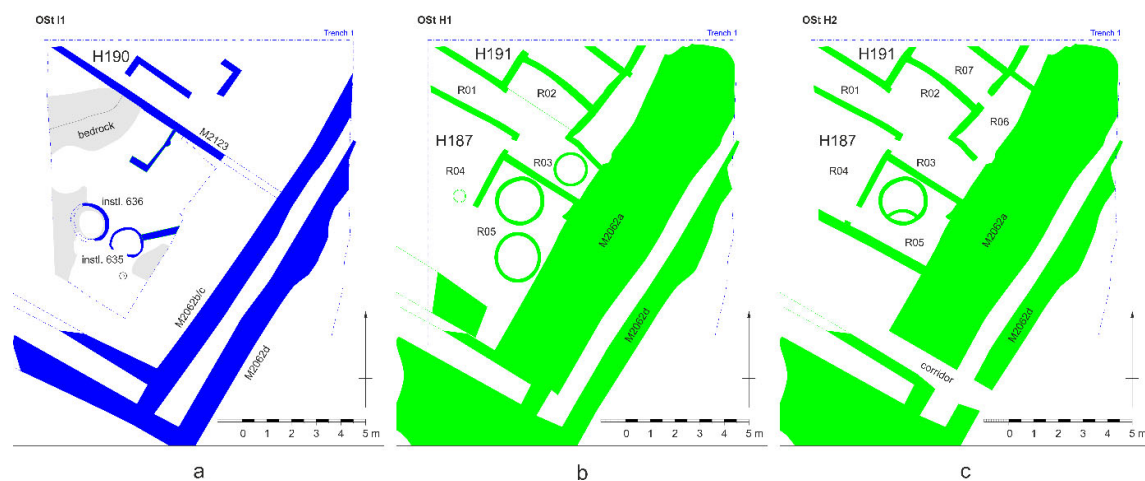 OSt I1
Trench 1
H190
bedrock
M2123
instl. 636
instl. 635
M2062b/c
M2062d
0 1 2 3 4 5 m
a
OSt H1
Trench 1
H191
R01
R02
H187
R03
R04
R05
M2062a
M2062d
0 1 2 3 4 5 m
b
OSt H2
Trench 1
H191
R07
R01
R02
R06
H187
R03
R04
R05
M2062a
M2062d
corridor
0 1 2 3 4 5 m
c